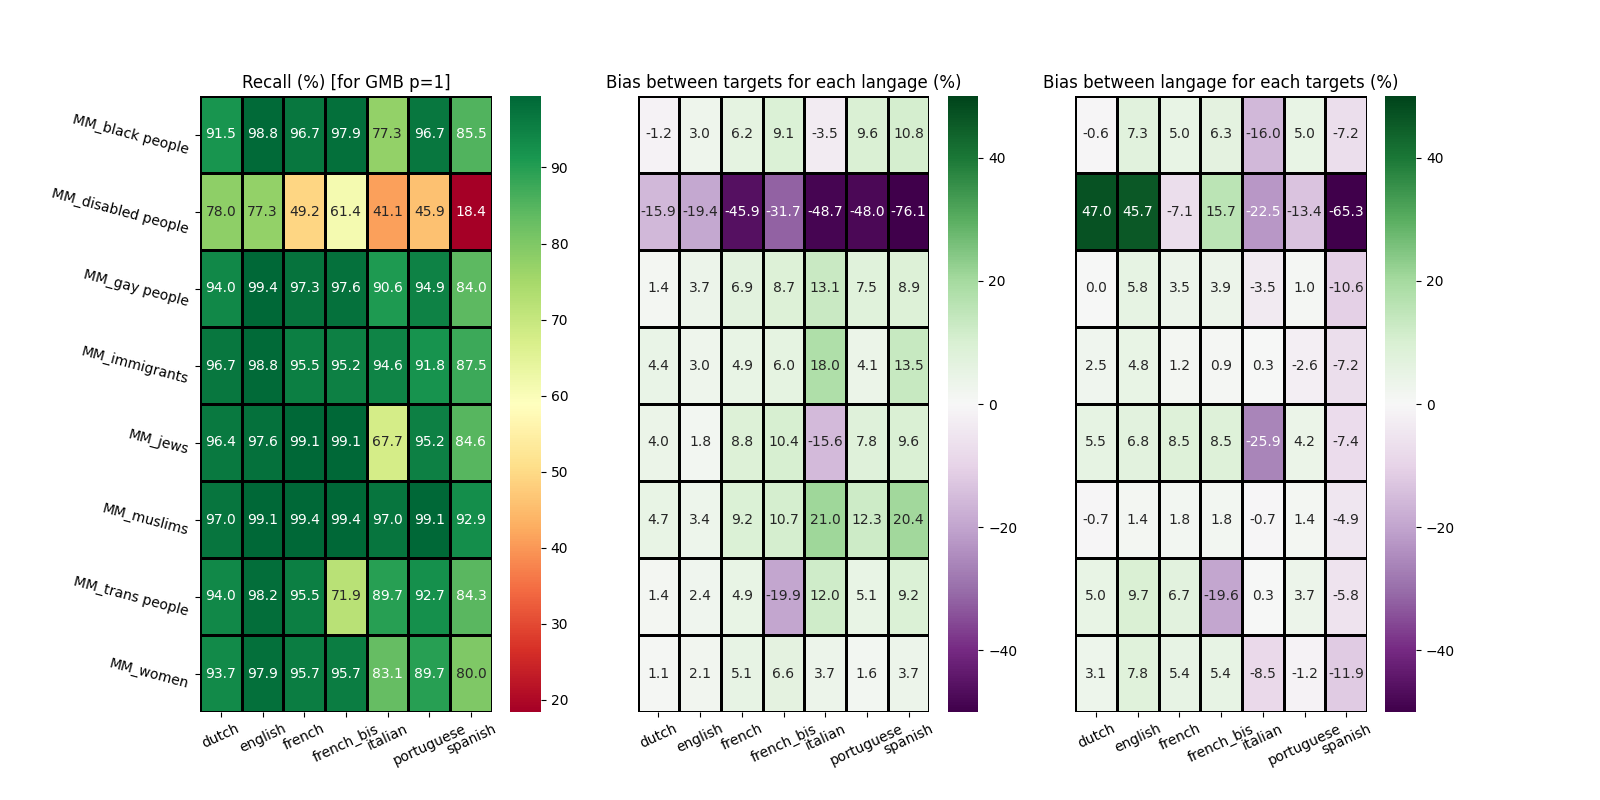 Recall (%) [for GMB p=1]
Bias between targets for each langage (%)
Bias between langage for each targets (%)
MM_black people
MM_disabled people
MM_gay people
MM_immigrants
MM_jews
MM_muslims
MM_trans people
MM_women
91.5 98.8 96.7 97.9 77.3 96.7 85.5
78.0 77.3 49.2 61.4 41.1 45.9 18.4
94.0 99.4 97.3 97.6 90.6 94.9 84.0
96.7 98.8 95.5 95.2 94.6 91.8 87.5
96.4 97.6 99.1 99.1 67.7 95.2 84.6
97.0 99.1 99.4 99.4 97.0 99.1 92.9
94.0 98.2 95.5 71.9 89.7 92.7 84.3
93.7 97.9 95.7 95.7 83.1 89.7 80.0
dutch english french french_bis italian portuguese spanish
90
80
70
60
50
40
30
20
-1.2 3.0 6.2 9.1 -3.5 9.6 10.8
-15.9 -19.4 -45.9 -31.7 -48.7 -48.0 -76.1
1.4 3.7 6.9 8.7 13.1 7.5 8.9
4.4 3.0 4.9 6.0 18.0 4.1 13.5
4.0 1.8 8.8 10.4 -15.6 7.8 9.6
4.7 3.4 9.2 10.7 21.0 12.3 20.4
1.4 2.4 4.9 -19.9 12.0 5.1 9.2
1.1 2.1 5.1 6.6 3.7 1.6 3.7
dutch english french french_bis italian portuguese spanish
40
20
0
−20
−40
-0.6 7.3 5.0 6.3 -16.0 5.0 -7.2
47.0 45.7 -7.1 15.7 -22.5 -13.4 -65.3
0.0 5.8 3.5 3.9 -3.5 1.0 -10.6
2.5 4.8 1.2 0.9 0.3 -2.6 -7.2
5.5 6.8 8.5 8.5 -25.9 4.2 -7.4
-0.7 1.4 1.8 1.8 -0.7 1.4 -4.9
5.0 9.7 6.7 -19.6 0.3 3.7 -5.8
3.1 7.8 5.4 5.4 -8.5 -1.2 -11.9
dutch english french french_bis italian portuguese spanish
40
20
0
−20
−40